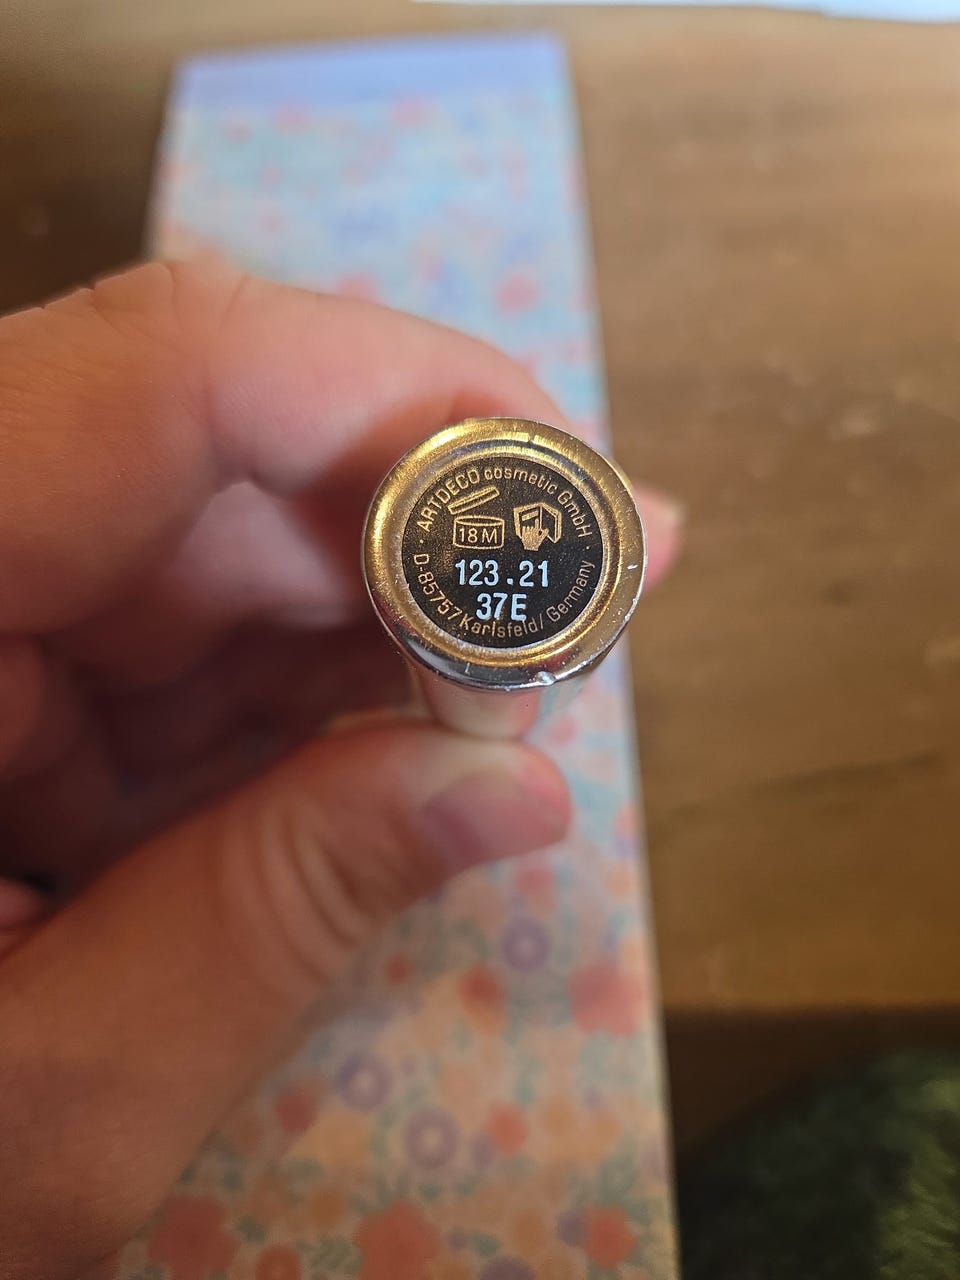 · ARTDECO cosmetic GmbH ·
18M
123.21
37E
D-85757 Karlsfeld/ Germany